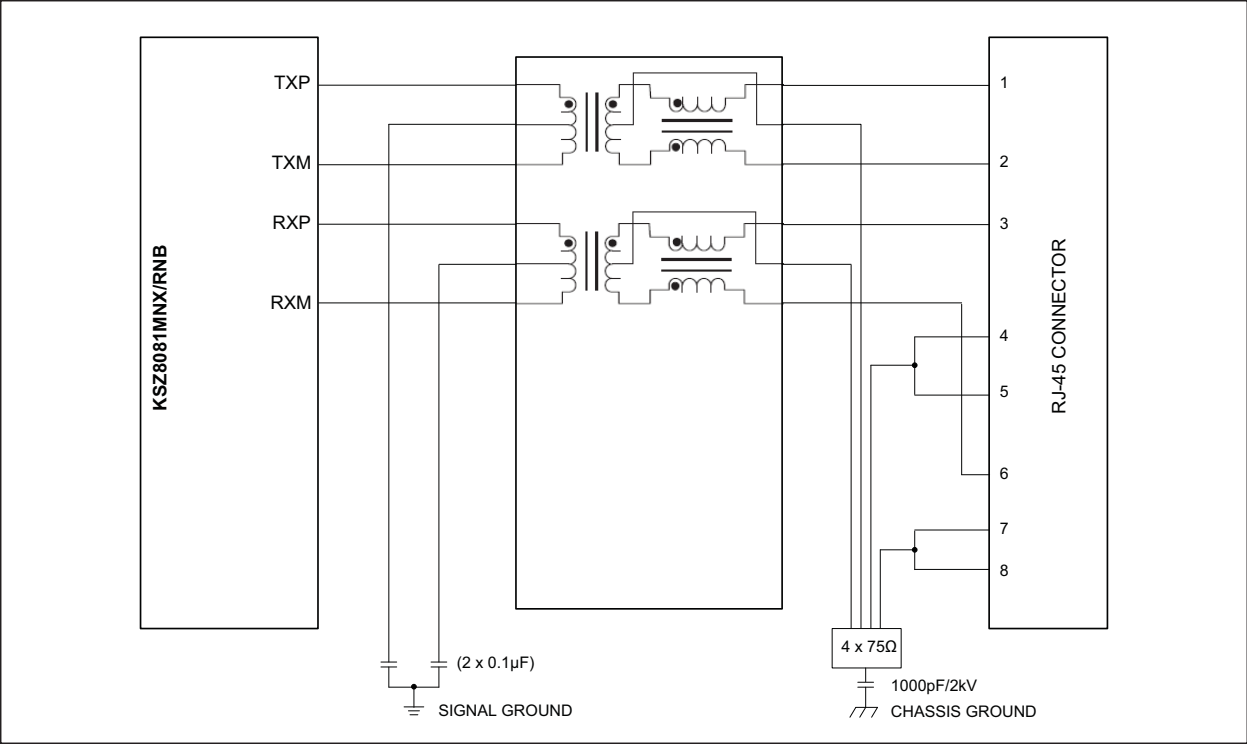 TXP
TXM
RXP
RXM
KSZ8081MNX/RNB
1
2
3
4
5
6
7
8
RJ-45 CONNECTOR
(2 x 0.1µF)
SIGNAL GROUND
4 x 75Ω
1000pF/2kV
CHASSIS GROUND